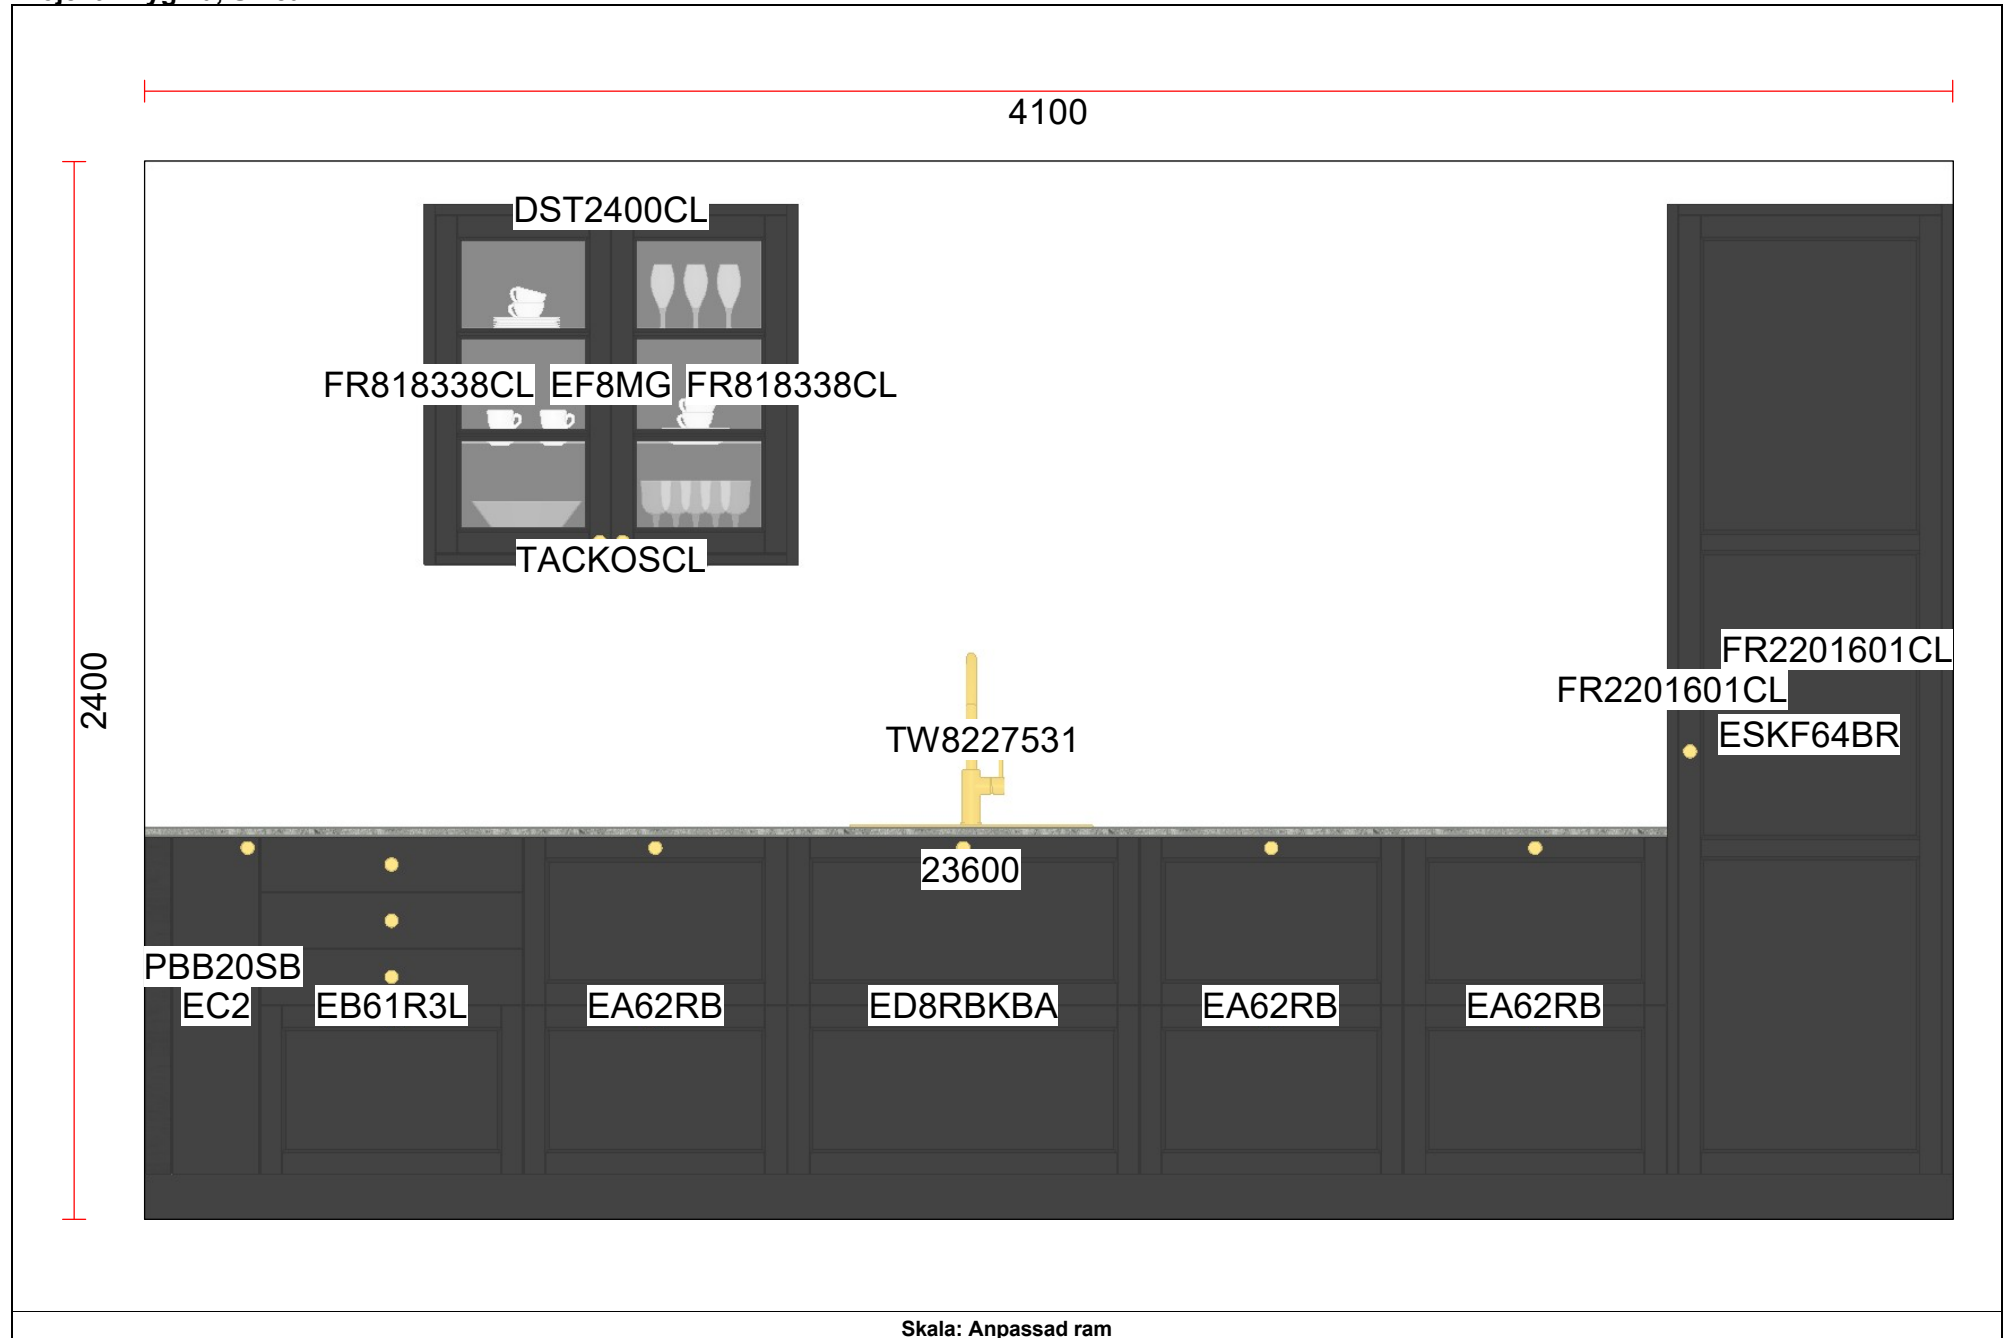 4100
2400
DST2400CL
FR818338CL EF8MG FR818338CL
TACKOSCL
FR2201601CL
FR2201601CL
ESKF64BR
TW8227531
23600
PBB20SB
EC2 EB61R3L EA62RB ED8RBKBA EA62RB EA62RB
Skala: Anpassad ram